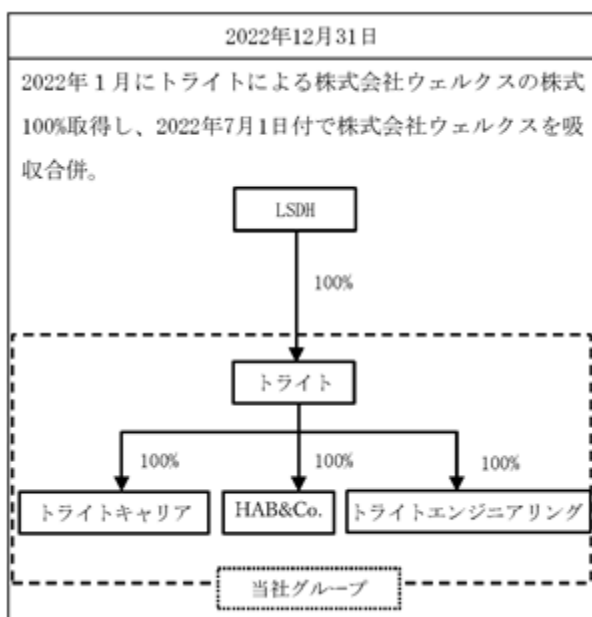 2022年12月31日
2022年1月にトライトによる株式会社ウェルクスの株式
100%取得し、2022年7月1日付で株式会社ウェルクスを吸
収合併。
LSDH
100%
トライト
100%
100%
100%
トライトキャリア
HAB&Co.
トライトエンジニアリング
当社グループ